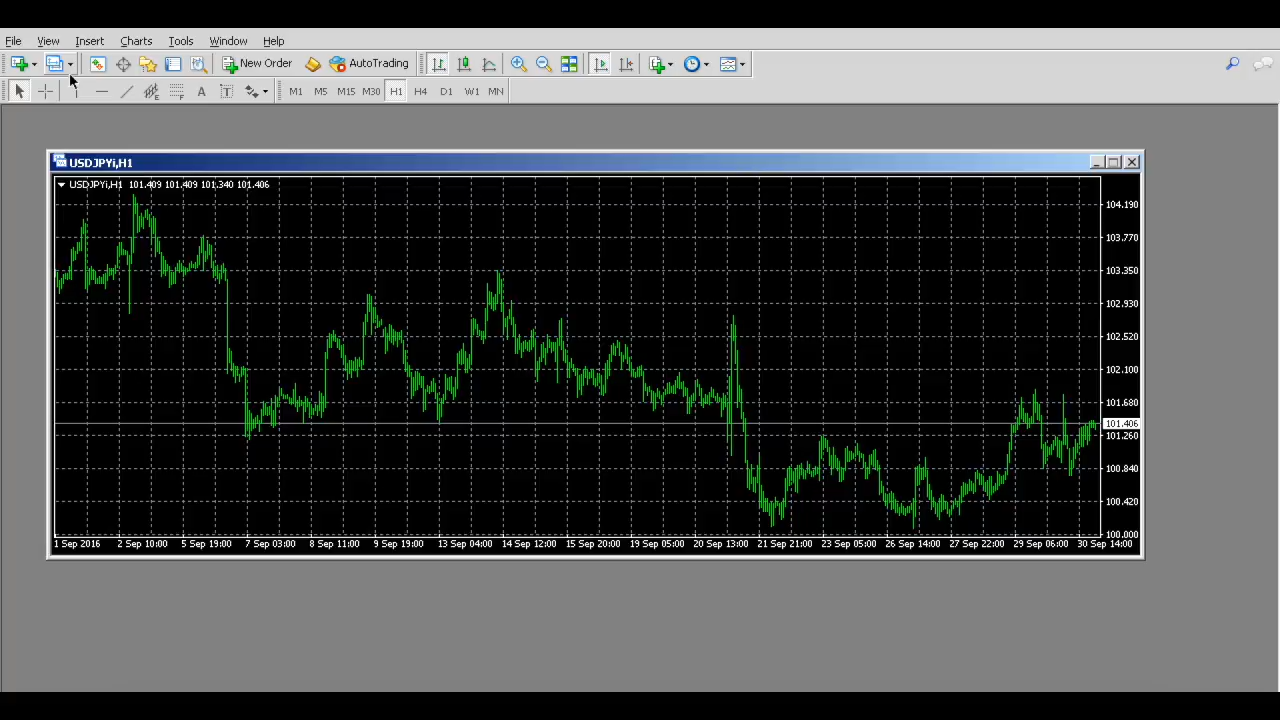 File View Insert Charts Tools Window Help
New Order AutoTrading
E F A T M1 M5 M15 M30 H1 H4 D1 W1 MN
USDJPYi,H1
USDJPYi,H1 101.409 101.409 101.340 101.406
104.190
103.770
103.350
102.930
102.520
102.100
101.680
101.406
101.260
100.840
100.420
100.000
1 Sep 2016 2 Sep 10:00 5 Sep 19:00 7 Sep 03:00 8 Sep 11:00 9 Sep 19:00 13 Sep 04:00 14 Sep 12:00 15 Sep 20:00 19 Sep 05:00 20 Sep 13:00 21 Sep 21:00 23 Sep 05:00 26 Sep 14:00 27 Sep 22:00 29 Sep 06:00 30 Sep 14:00